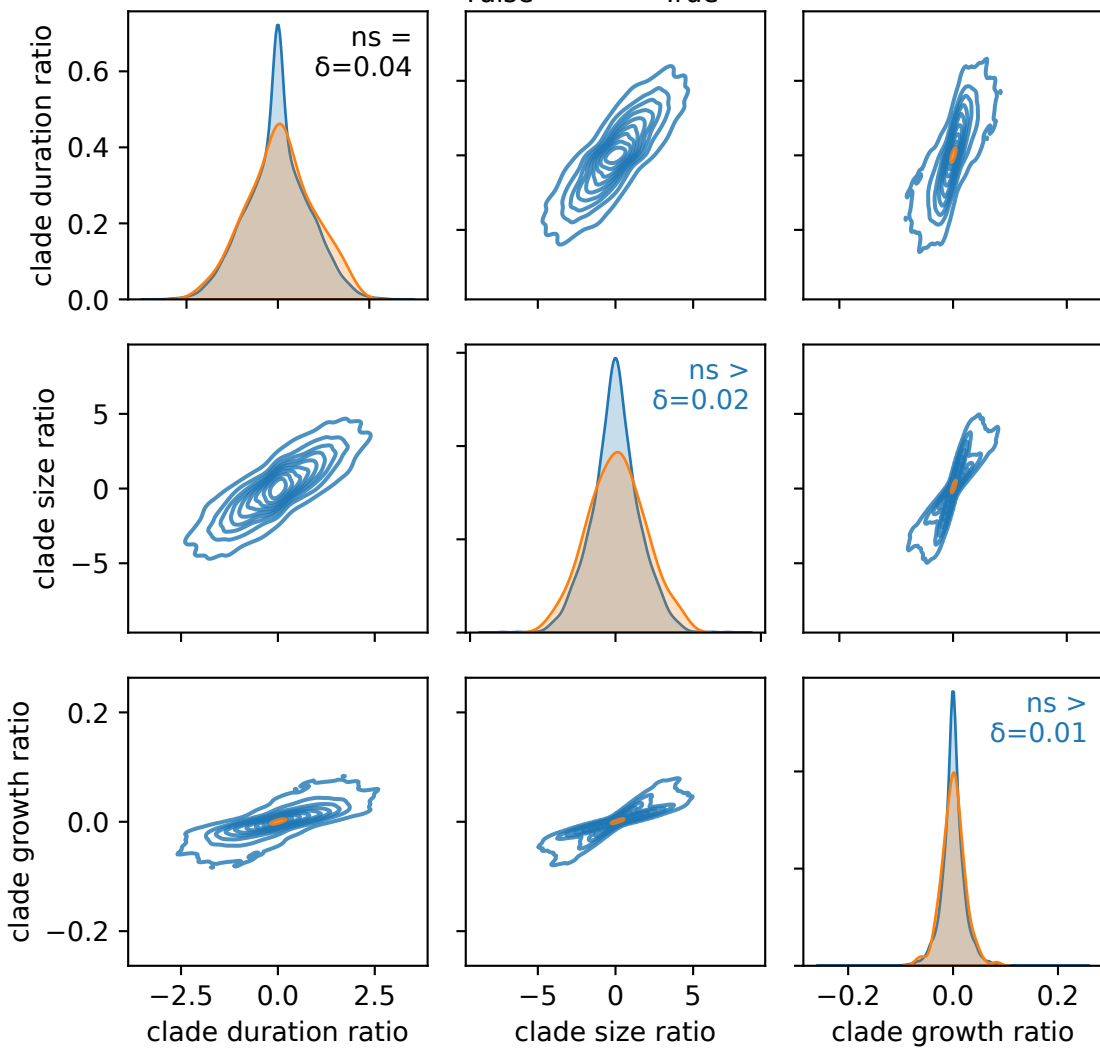 clade duration ratio
0.6
0.4
0.2
0.0
ns =
δ=0.04
clade size ratio
5
0
−5
ns >
δ=0.02
clade growth ratio
0.2
0.0
−0.2
ns >
δ=0.01
−2.5 0.0 2.5
clade duration ratio
−5 0 5
clade size ratio
−0.2 0.0 0.2
clade growth ratio